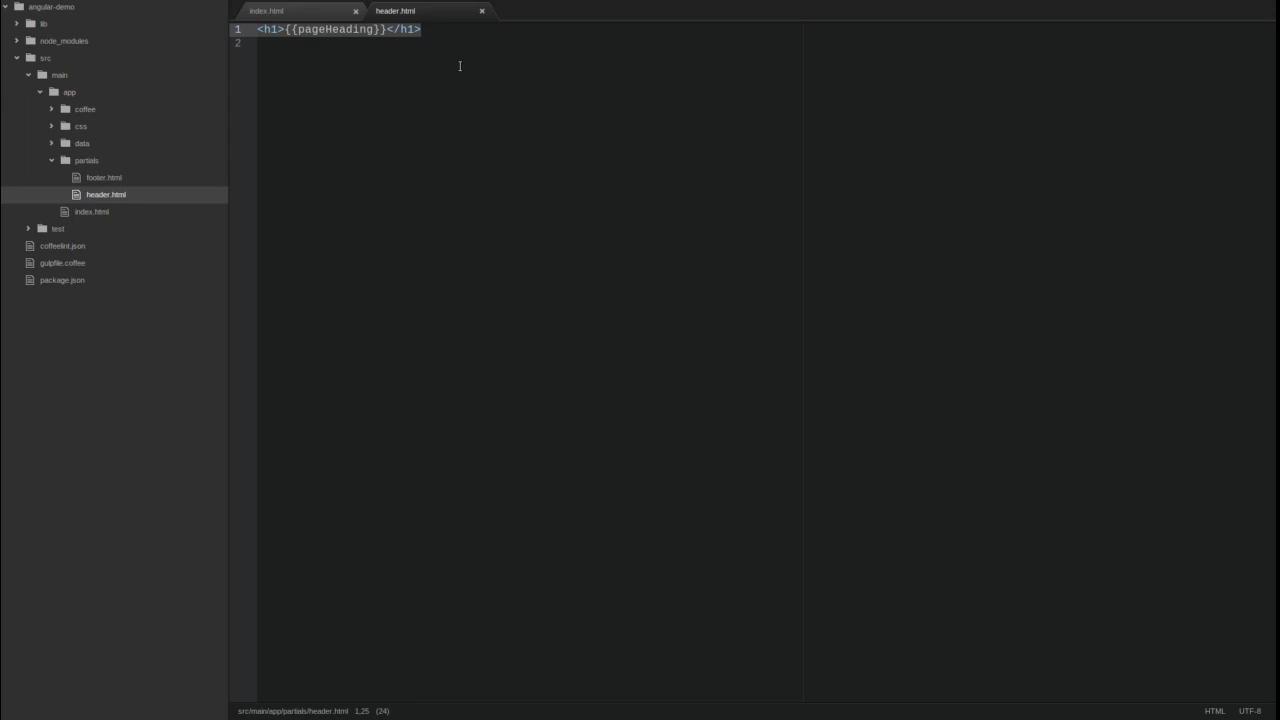 angular-demo
lib
node_modules
src
main
app
coffee
css
data
partials
footer.html
header.html
index.html
test
coffeelint.json
gulpfile.coffee
package.json
index.html
header.html
1 <h1>{{pageHeading}}</h1>
2
src/main/app/partials/header.html 1,25 (24)
HTML UTF-8